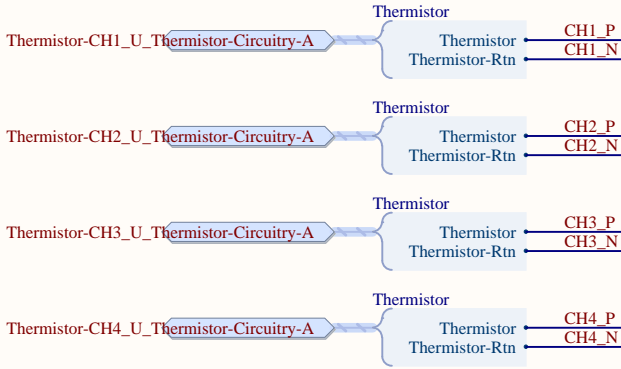 Thermistor
CH1_P
Thermistor-CH1_U_Thermistor-Circuitry-A
Thermistor
CH1_N
Thermistor-Rtn
Thermistor
CH2_P
Thermistor-CH2_U_Thermistor-Circuitry-A
Thermistor
CH2_N
Thermistor-Rtn
Thermistor
CH3_P
Thermistor-CH3_U_Thermistor-Circuitry-A
Thermistor
CH3_N
Thermistor-Rtn
Thermistor
CH4_P
Thermistor-CH4_U_Thermistor-Circuitry-A
Thermistor
CH4_N
Thermistor-Rtn